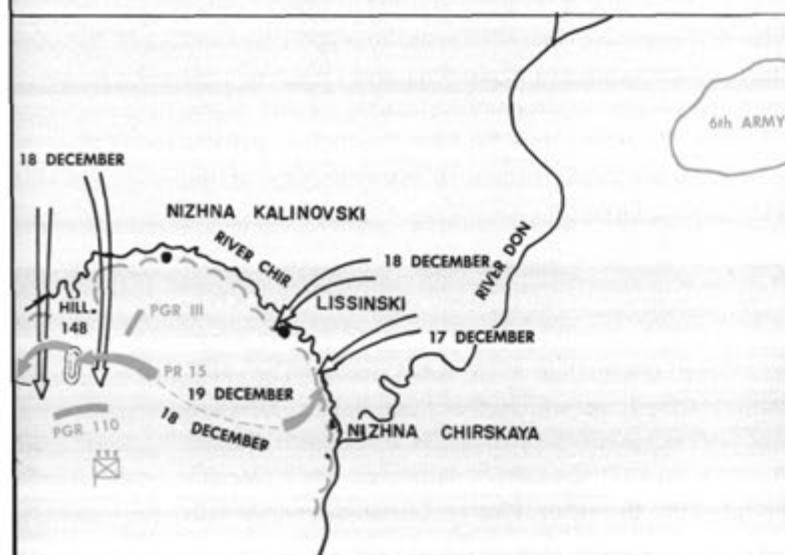 6th ARMY
18 DECEMBER
NIZHNA KALINOVSKI
RIVER CHIR
18 DECEMBER
RIVER DON
HILL.
148
PGR III
LISSINSKI
17 DECEMBER
PR 15
19 DECEMBER
18 DECEMBER
PGR. 110
NIZHNA CHIRSKAYA